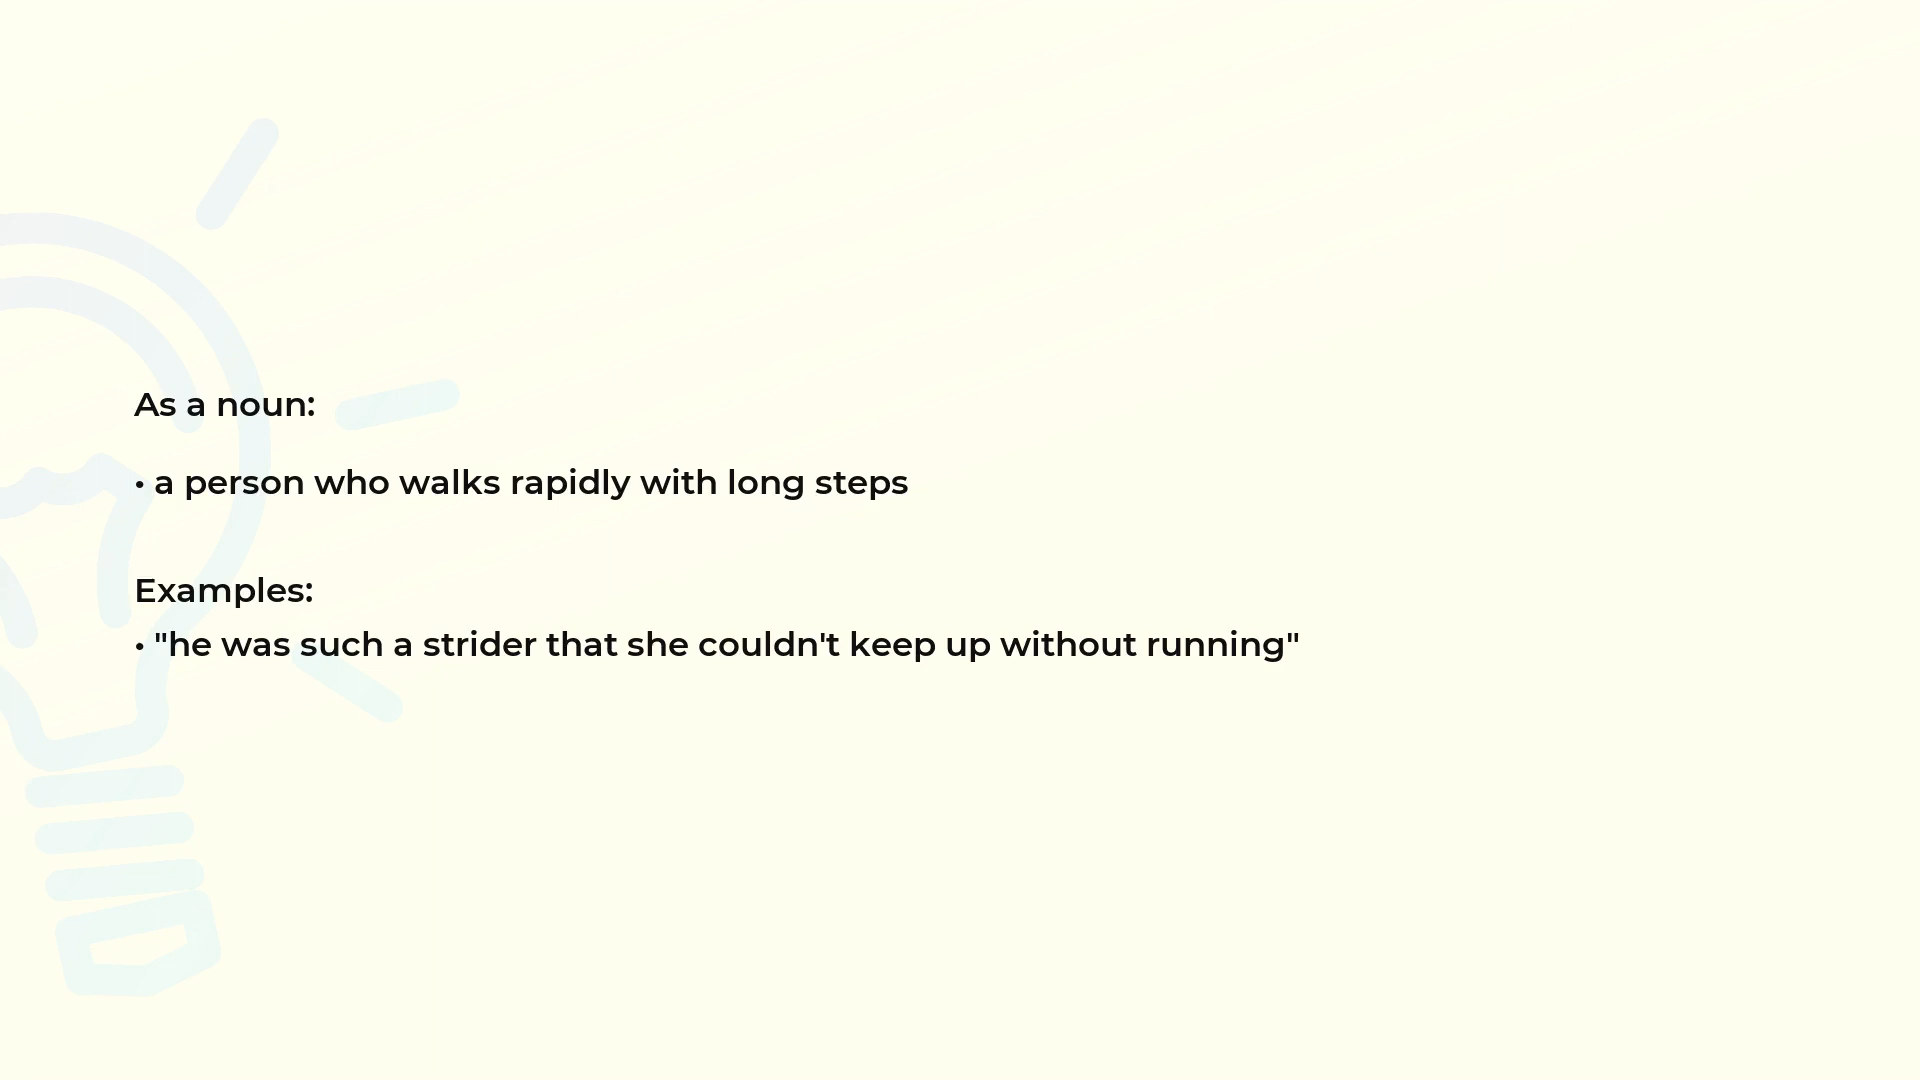 As a noun:
• a person who walks rapidly with long steps
Examples:
• "he was such a strider that she couldn't keep up without running"